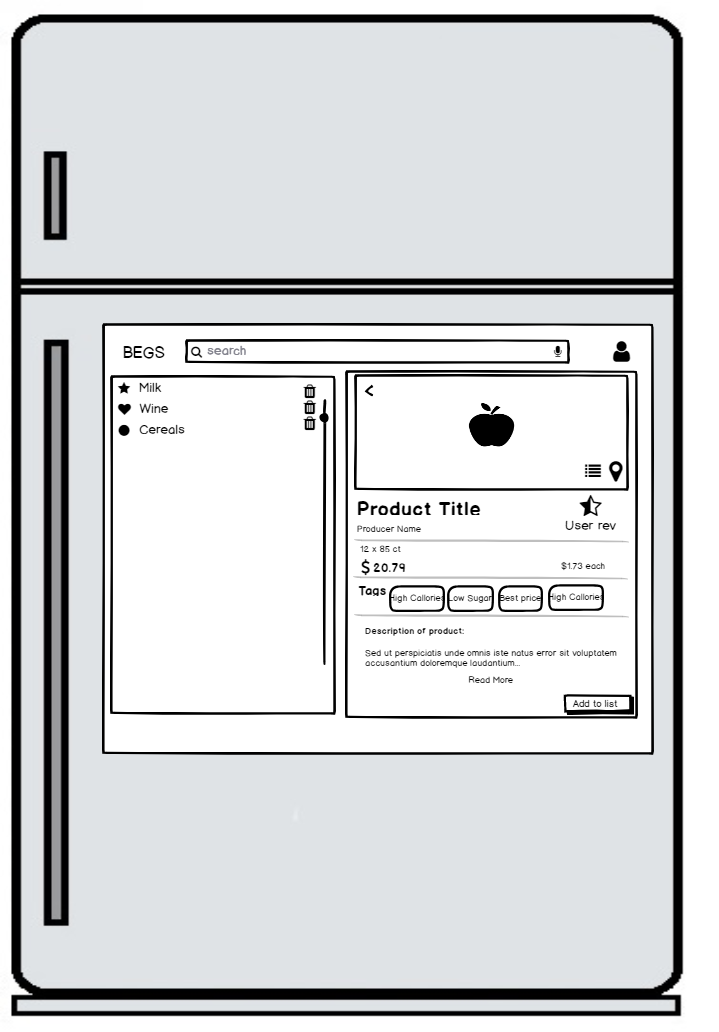 BEGS
search
Milk
Wine
Cereals
Product Title
Producer Name
User rev
12 x 85 ct
$ 20.79
$1.73 each
Tags
High Callories
Low Sugar
Best price
High Callories
Description of product:
Sed ut perspiciatis unde omnis iste natus error sit voluptatem
accusantium doloremque laudantium...
Read More
Add to list